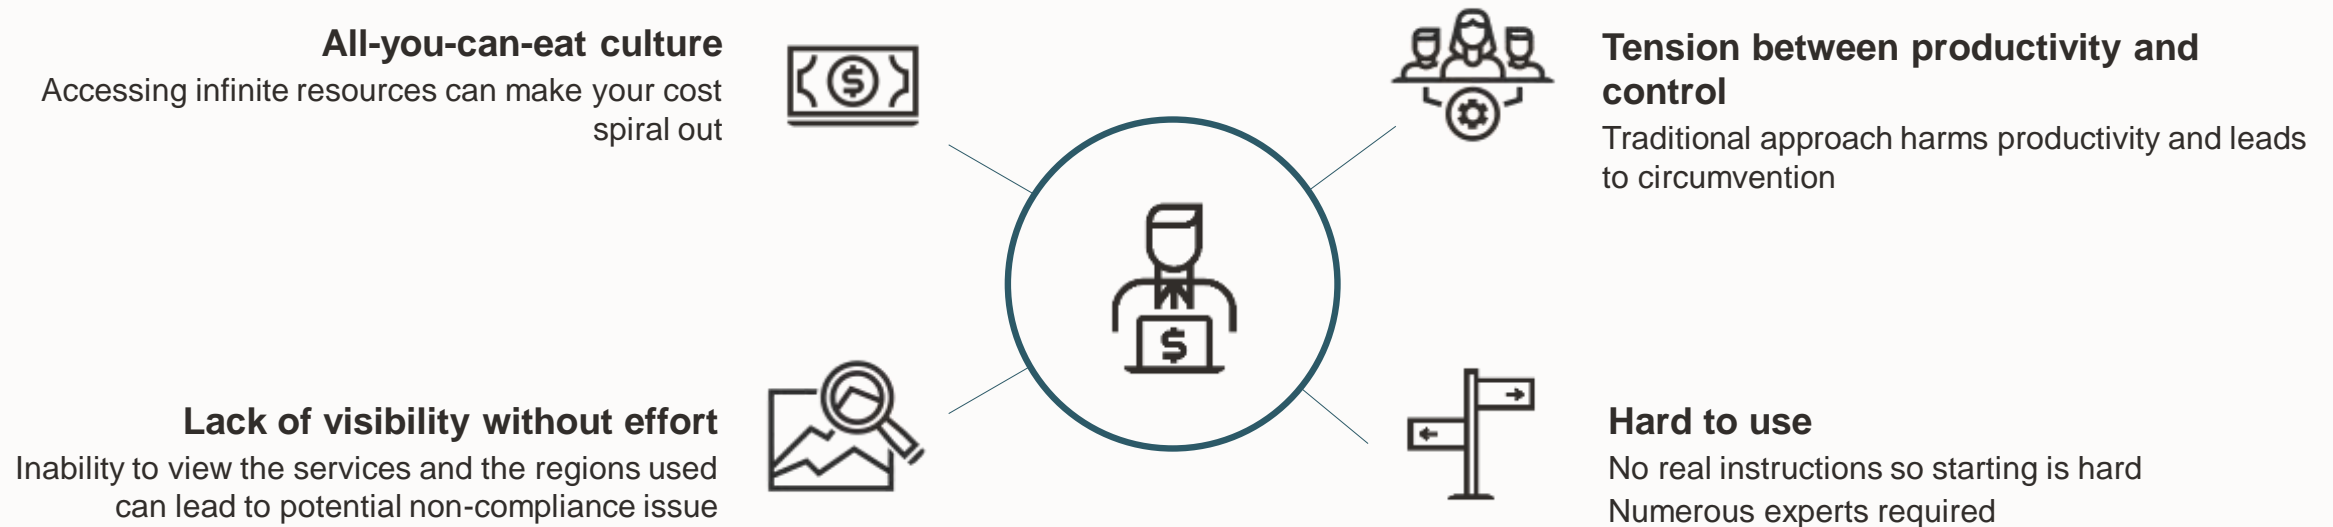 All-you-can-eat culture
Accessing infinite resources can make your cost
spiral out
$
Tension between productivity and
control
Traditional approach harms productivity and leads
to circumvention
$
Lack of visibility without effort
Inability to view the services and the regions used
can lead to potential non-compliance issue
Hard to use
No real instructions so starting is hard
Numerous experts required